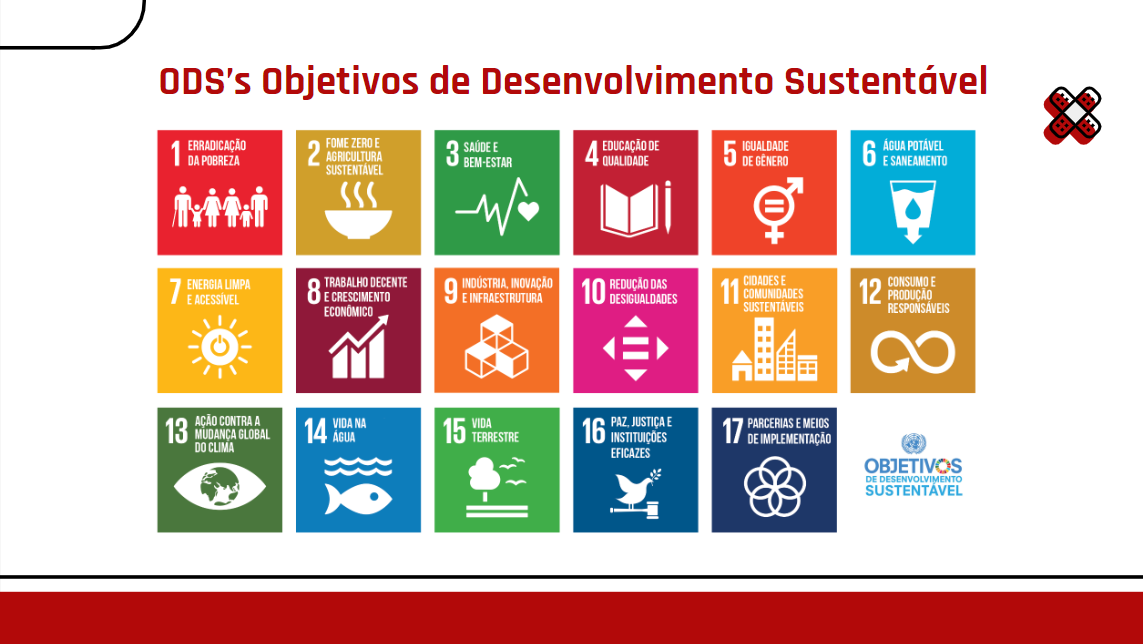 ODS's Objetivos de Desenvolvimento Sustentável
1 ERRADICAÇÃO
DA POBREZA
2 FOME ZERO E
AGRICULTURA
SUSTENTÁVEL
3 SAÚDE E
BEM-ESTAR
4 EDUCAÇÃO DE
QUALIDADE
5 IGUALDADE
DE GÊNERO
6 ÁGUA POTÁVEL
E SANEAMENTO
7 ENERGIA LIMPA
E ACESSÍVEL
8 TRABALHO DECENTE
E CRESCIMENTO
ECONÔMICO
9 INDÚSTRIA, INOVAÇÃO
E INFRAESTRUTURA
10 REDUÇÃO DAS
DESIGUALDADES
11 CIDADES E
COMUNIDADES
SUSTENTÁVEIS
12 CONSUMO E
PRODUÇÃO
RESPONSÁVEIS
13 AÇÃO CONTRA A
MUDANÇA GLOBAL
DO CLIMA
14 VIDA NA
ÁGUA
15 VIDA
TERRESTRE
16 PAZ, JUSTIÇA E
INSTITUIÇÕES
EFICAZES
17 PARCERIAS E MEIOS
DE IMPLEMENTAÇÃO
OBJETIVOS
DE DESENVOLVIMENTO
SUSTENTÁVEL